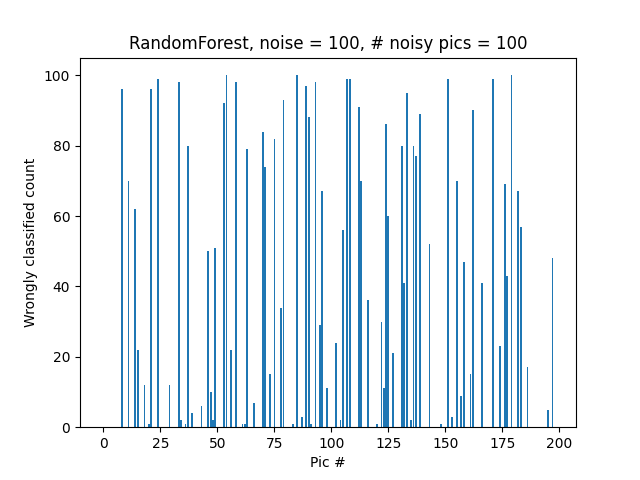 RandomForest, noise = 100, # noisy pics = 100
100
80
60
40
20
0
Wrongly classified count
0 25 50 75 100 125 150 175 200
Pic #